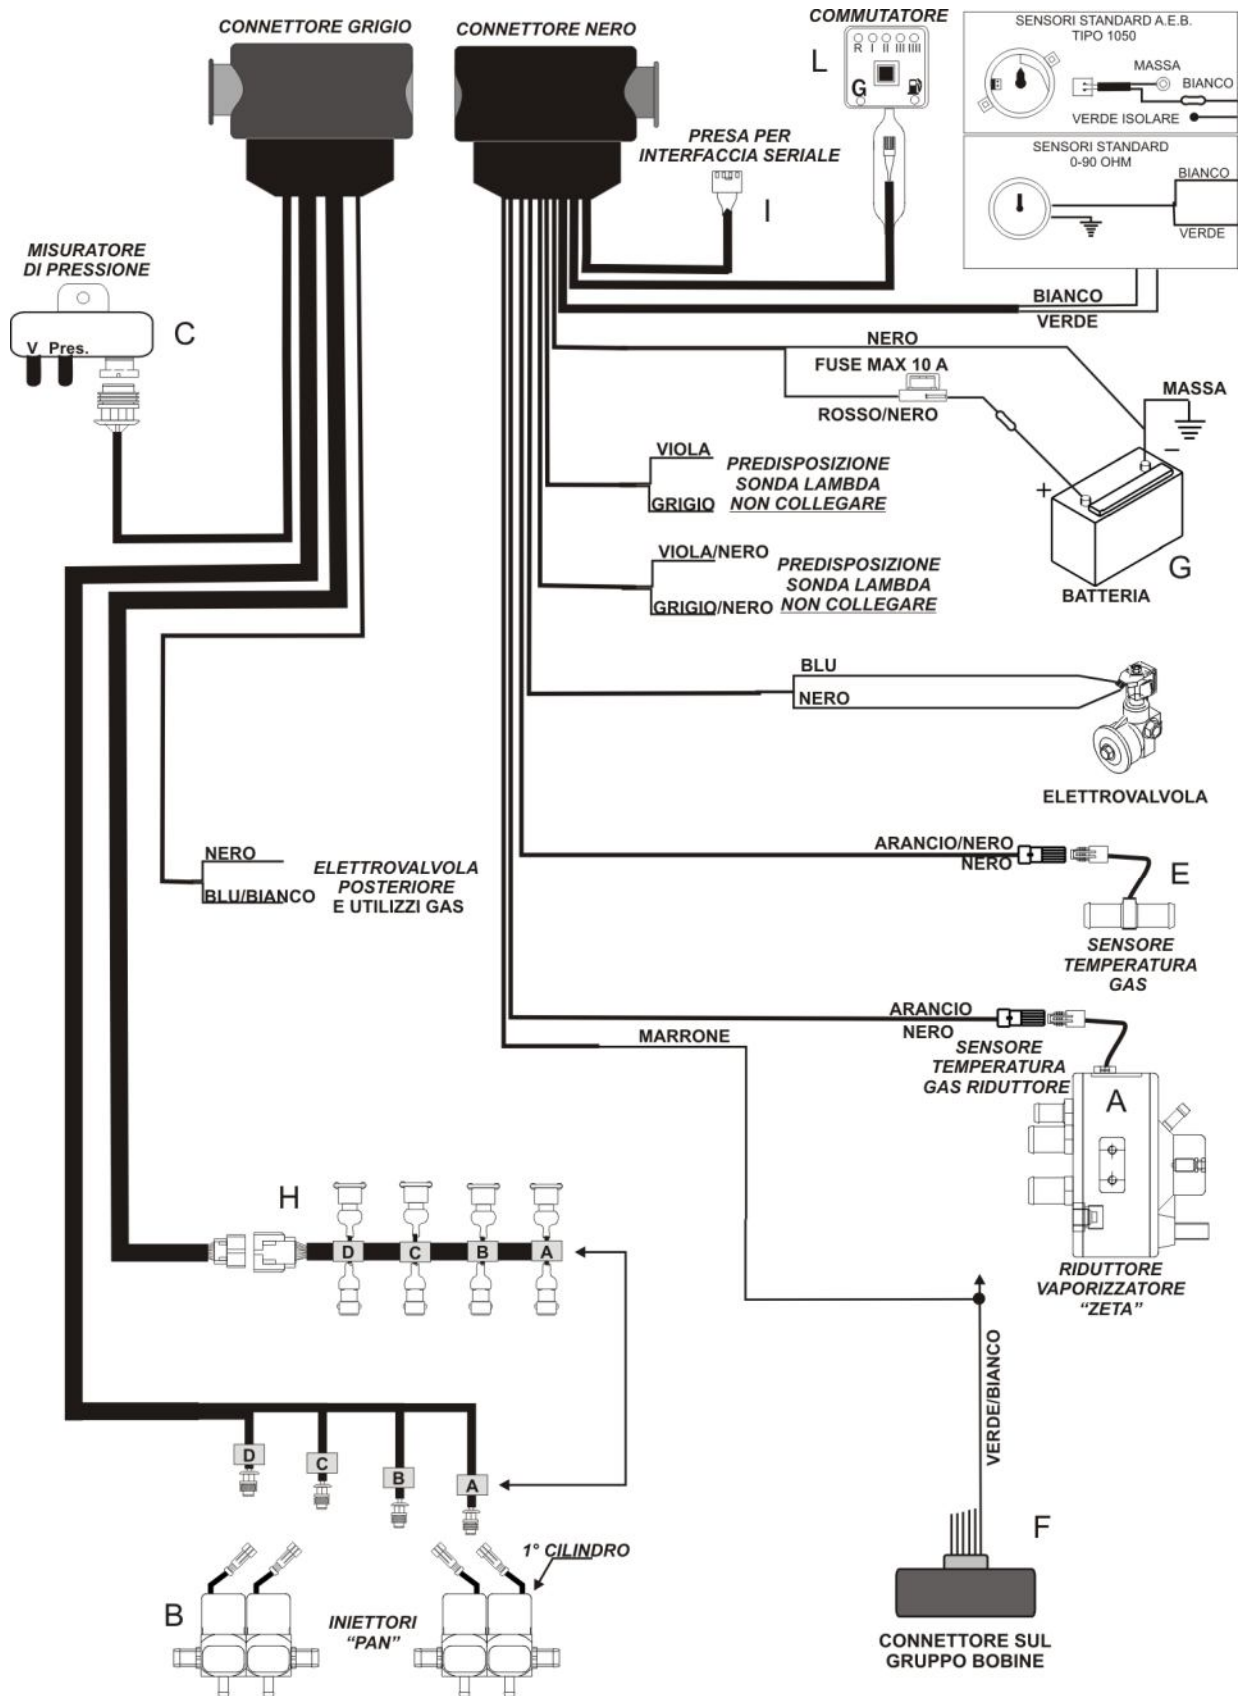 CONNETTORE GRIGIO
CONNETTORE NERO
COMMUTATORE
L
R I II III IIII
G
SENSORI STANDARD A.E.B.
TIPO 1050
MASSA
BIANCO
VERDE ISOLARE
SENSORI STANDARD
0-90 OHM
BIANCO
VERDE
PRESA PER
INTERFACCIA SERIALE
I
MISURATORE
DI PRESSIONE
C
V Pres.
BIANCO
VERDE
NERO
FUSE MAX 10 A
ROSSO/NERO
MASSA
–
+
G
BATTERIA
VIOLA
GRIGIO
PREDISPOSIZIONE
SONDA LAMBDA
NON COLLEGARE
VIOLA/NERO
GRIGIO/NERO
PREDISPOSIZIONE
SONDA LAMBDA
NON COLLEGARE
BLU
NERO
ELETTROVALVOLA
NERO
BLU/BIANCO
ELETTROVALVOLA
POSTERIORE
E UTILIZZI GAS
ARANCIO/NERO
NERO
E
SENSORE
TEMPERATURA
GAS
ARANCIO
NERO
MARRONE
SENSORE
TEMPERATURA
GAS RIDUTTORE
A
RIDUTTORE
VAPORIZZATORE
“ZETA”
H
D C B A
VERDE/BIANCO
D
C
B
A
1° CILINDRO
B
INIETTORI
“PAN”
F
CONNETTORE SUL
GRUPPO BOBINE